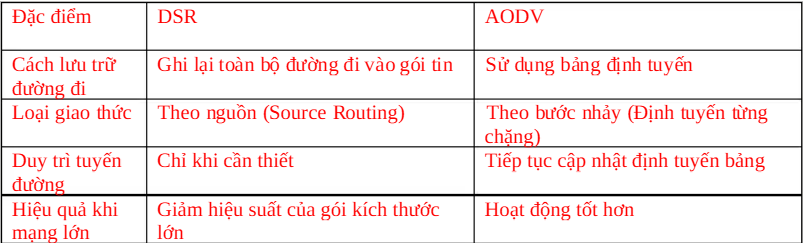 Đặc điểm DSR AODV
Cách lưu trữ Ghi lại toàn bộ đường đi vào gói tin Sử dụng bảng định tuyến
đường đi
Loại giao thức Theo nguồn (Source Routing) Theo bước nhảy (Định tuyến từng
chặng)
Duy trì tuyến Chỉ khi cần thiết Tiếp tục cập nhật định tuyến bảng
đường
Hiệu quả khi Giảm hiệu suất của gói kích thước Hoạt động tốt hơn
mạng lớn lớn